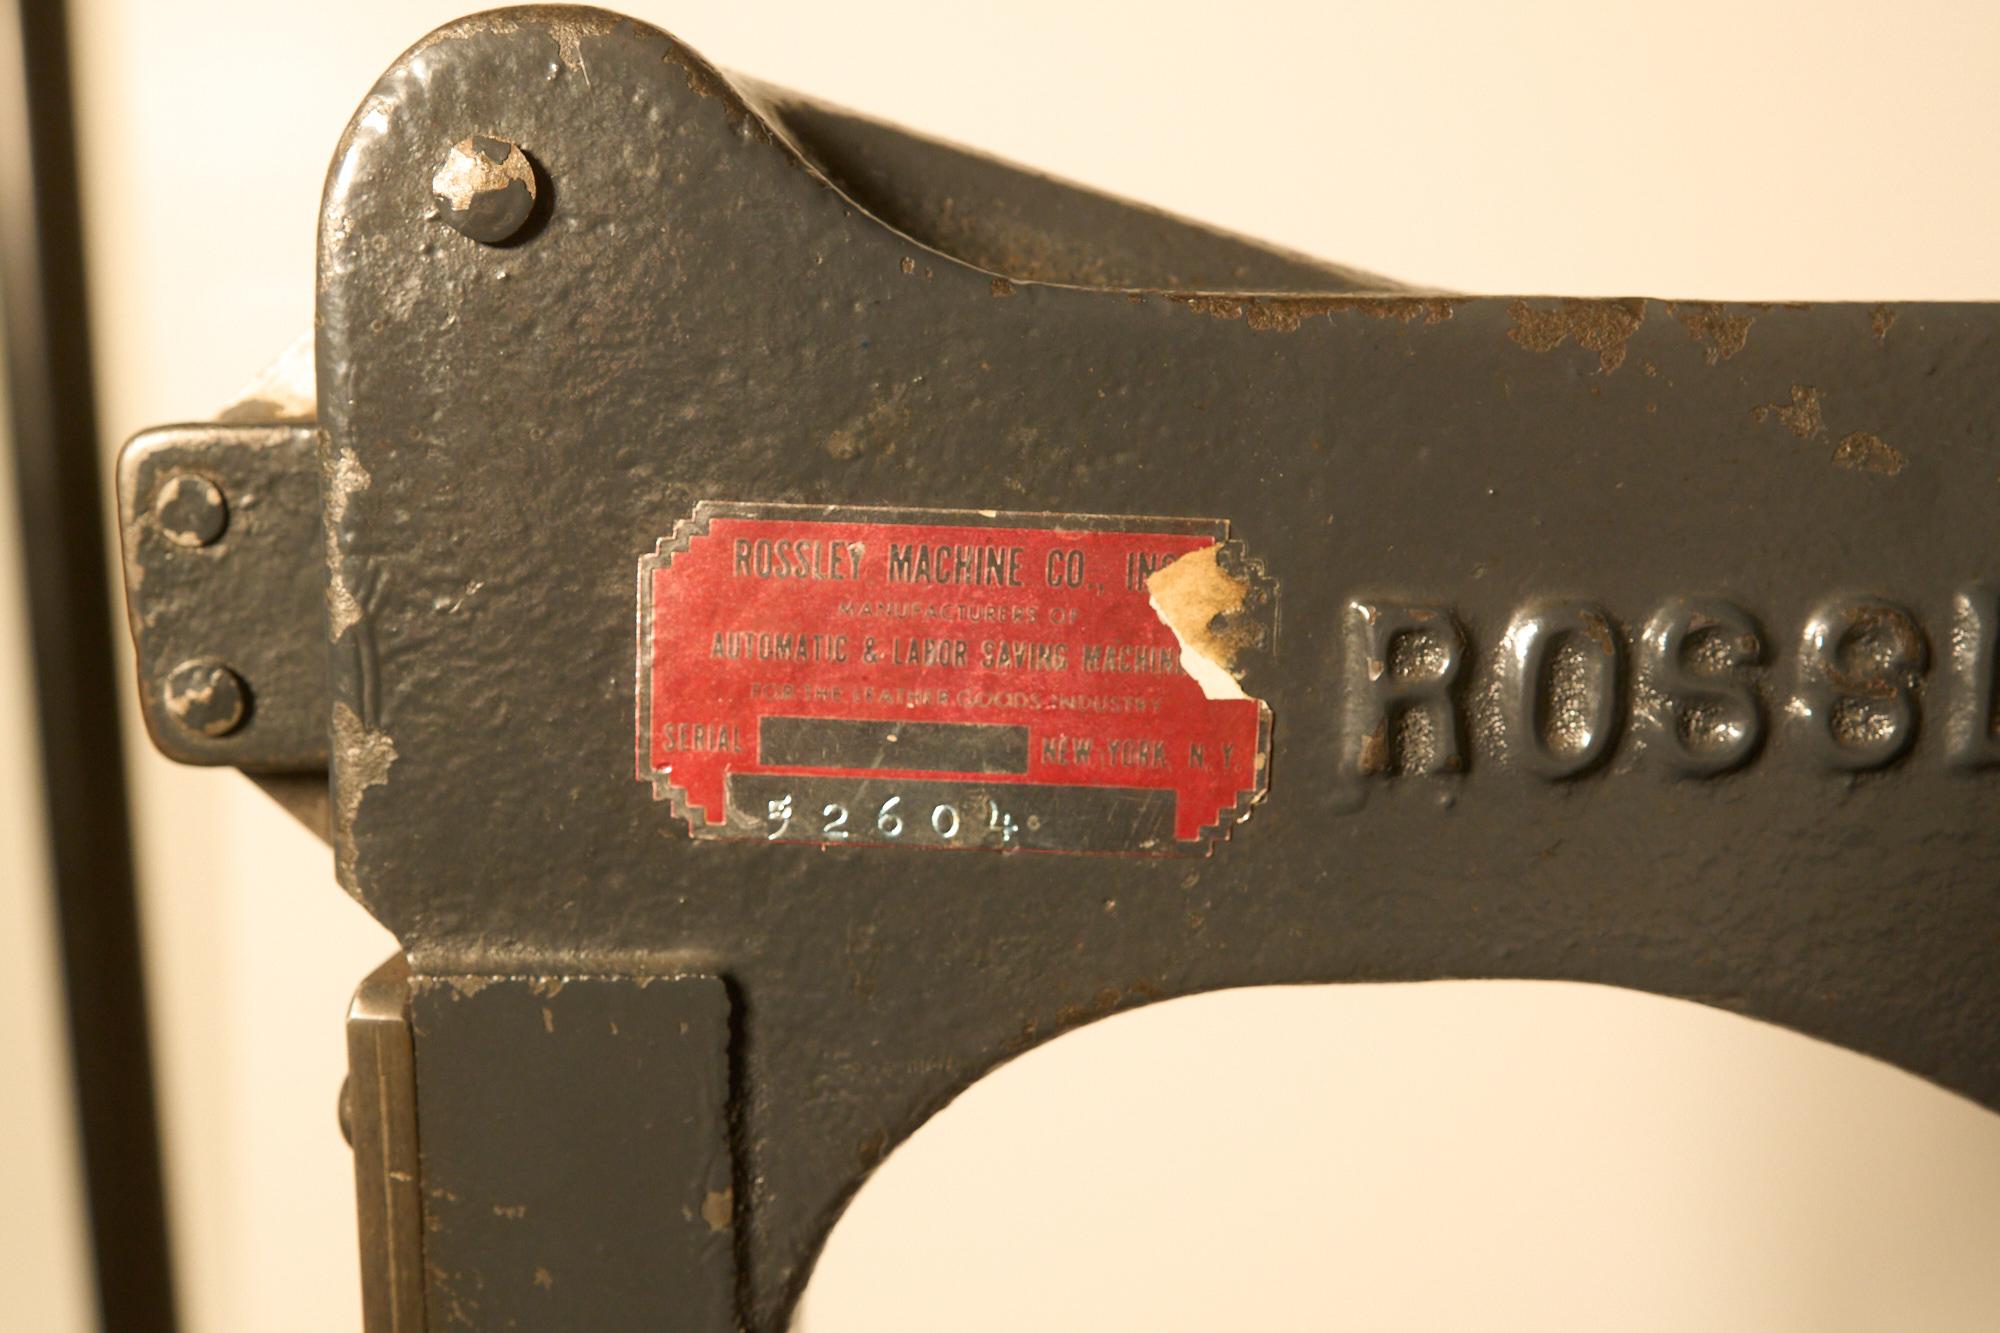 ROSSLEY MACHINE CO., INC
MANUFACTURERS OF
AUTOMATIC & LABOR SAVING MACHIN
FOR THE LEATHER GOODS INDUSTRY
SERIAL NEW YORK, N. Y.
52604
ROSSL